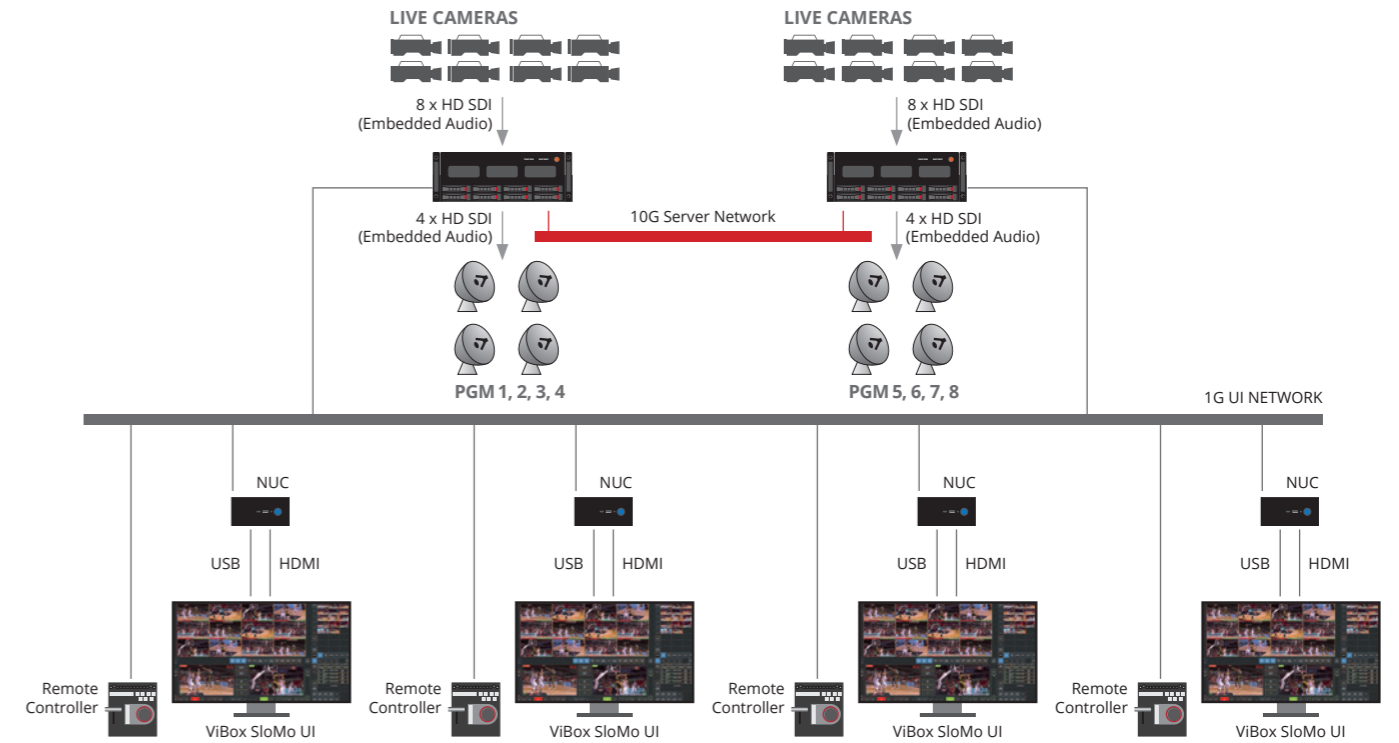 LIVE CAMERAS
LIVE CAMERAS
8 x HD SDI
(Embedded Audio)
8 x HD SDI
(Embedded Audio)
4 x HD SDI
(Embedded Audio)
10G Server Network
4 x HD SDI
(Embedded Audio)
PGM 1, 2, 3, 4
PGM 5, 6, 7, 8
1G UI NETWORK
NUC
NUC
NUC
NUC
USB
HDMI
USB
HDMI
USB
HDMI
USB
HDMI
Remote
Controller
Remote
Controller
Remote
Controller
Remote
Controller
ViBox SloMo UI
ViBox SloMo UI
ViBox SloMo UI
ViBox SloMo UI